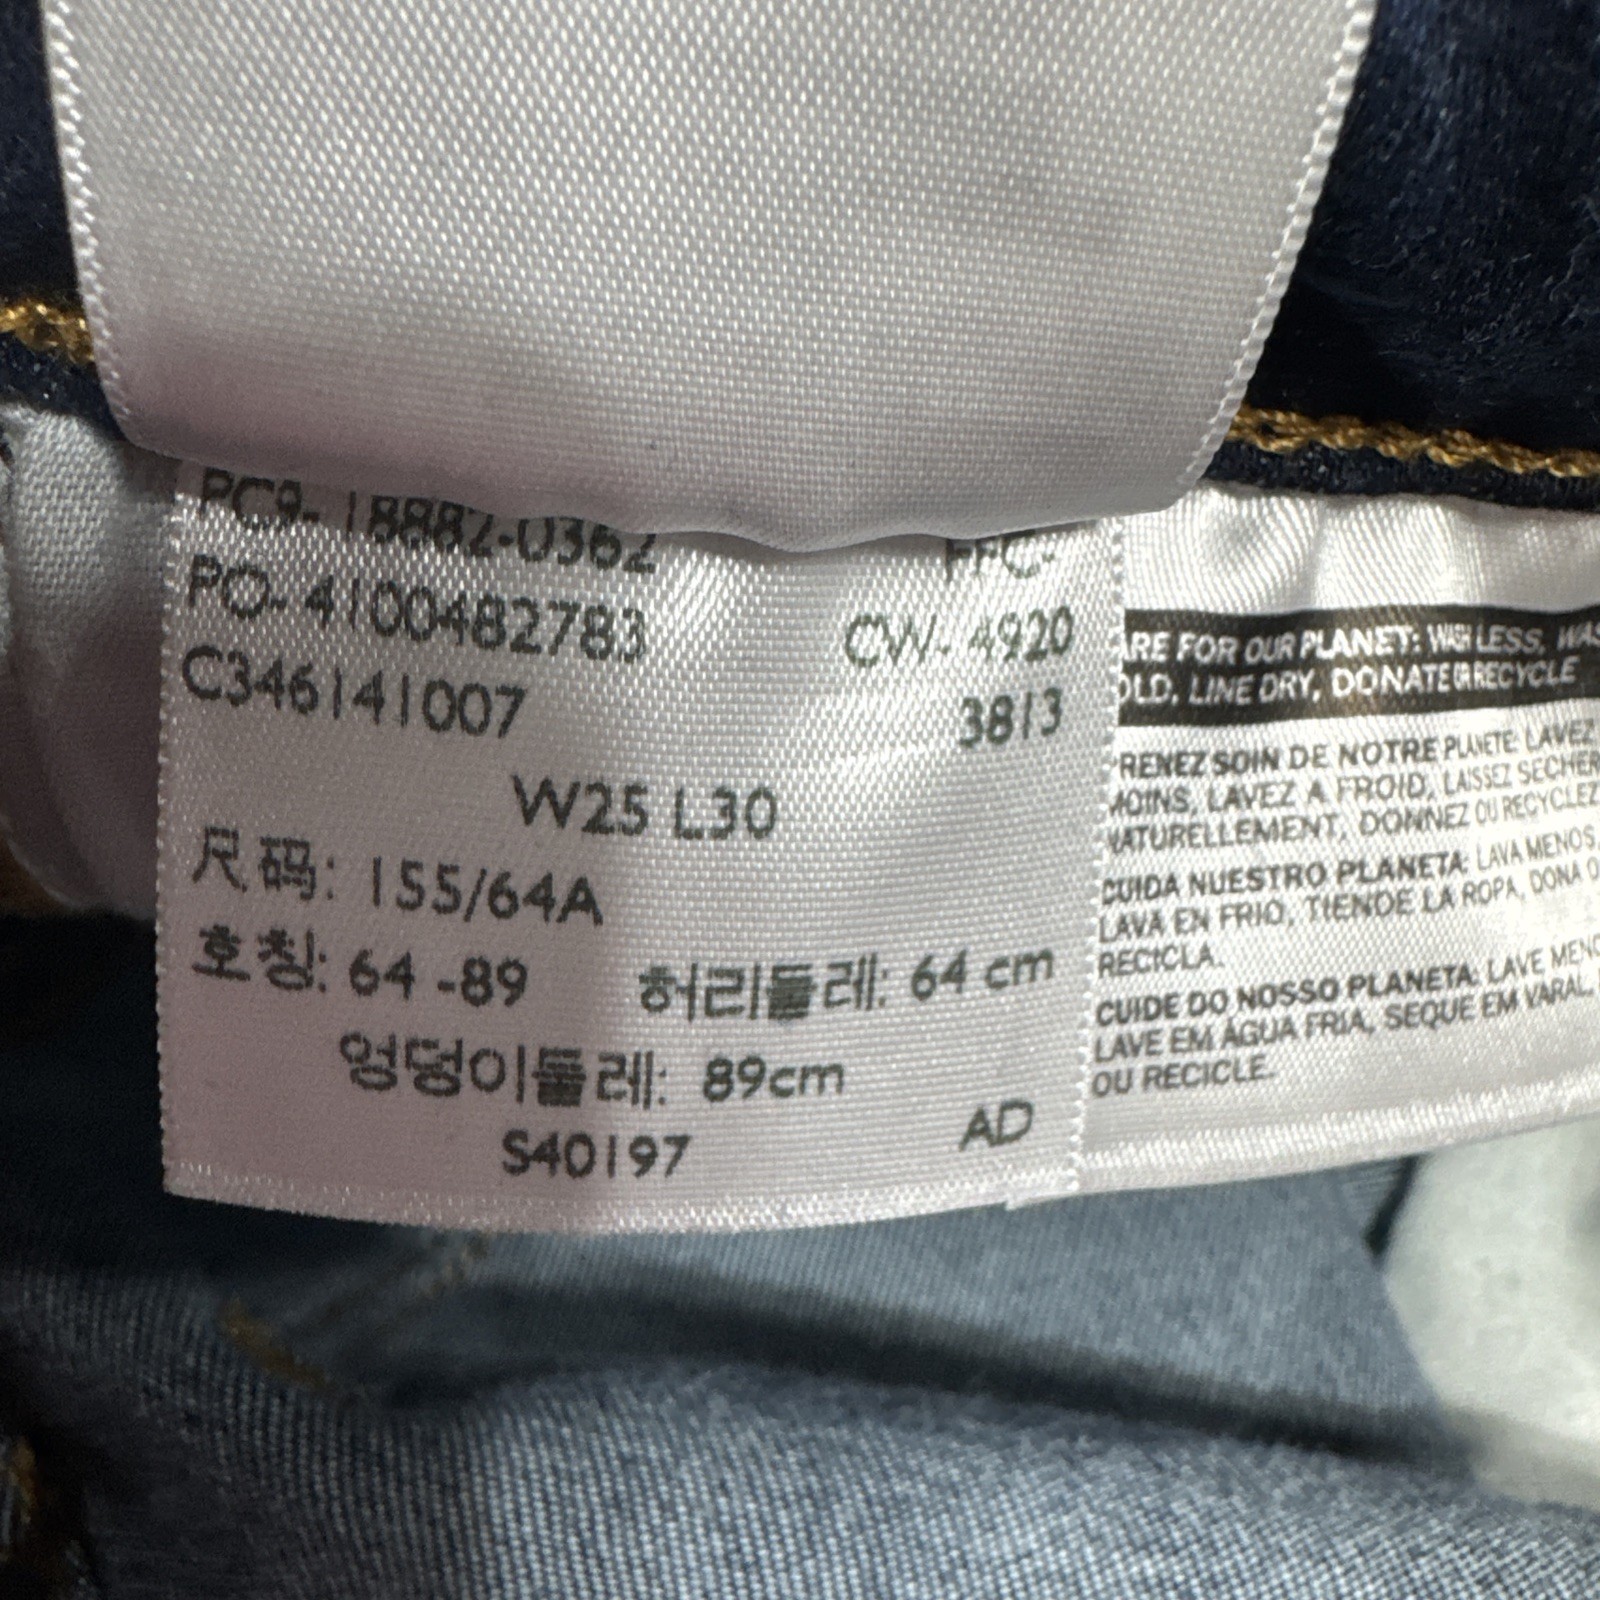 PC9- 18882-0362 FPC-
PO- 4100482783 CW- 4920
C346141007 3813
W25 L30
尺码: 155/64A
호칭: 64 -89 허리둘레: 64 cm
엉덩이둘레: 89cm
S40197 AD
ARE FOR OUR PLANET: WASH LESS, WAS
OLD, LINE DRY, DONATE OR RECYCLE
RENEZ SOIN DE NOTRE PLANÈTE: LAVEZ
MOINS, LAVEZ A FROID, LAISSEZ SÉCHER
NATURELLEMENT, DONNEZ OU RECYCLEZ
CUIDA NUESTRO PLANETA: LAVA MENOS,
LAVA EN FRIO, TIENDE LA ROPA, DONA O
RECICLA.
CUIDE DO NOSSO PLANETA: LAVE MENO
LAVE EM ÁGUA FRIA, SEQUE EM VARAL,
OU RECICLE.